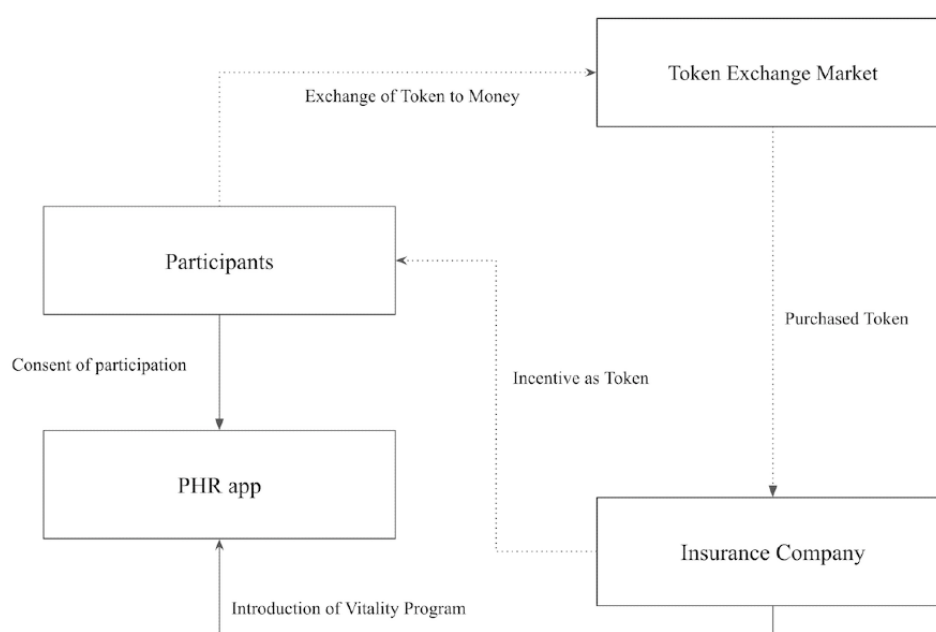 Token Exchange Market
Exchange of Token to Money
Participants
Purchased Token
Consent of participation
Incentive as Token
PHR app
Insurance Company
Introduction of Vitality Program